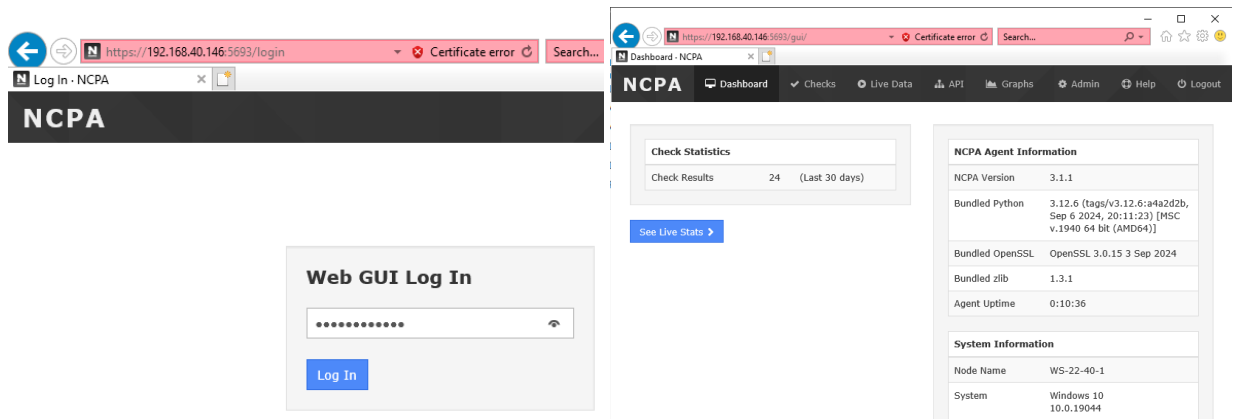 https://192.168.40.146:5693/login Certificate error Search...
Log In - NCPA
NCPA
Web GUI Log In
Log In
https://192.168.40.146:5693/gui/ Certificate error Search...
Dashboard - NCPA
NCPA Dashboard Checks Live Data API Graphs Admin Help Logout
Check Statistics
Check Results 24 (Last 30 days)
See Live Stats
NCPA Agent Information
NCPA Version 3.1.1
Bundled Python 3.12.6 (tags/v3.12.6:a4a2d2b,
Sep 6 2024, 20:11:23) [MSC
v.1940 64 bit (AMD64)]
Bundled OpenSSL OpenSSL 3.0.15 3 Sep 2024
Bundled zlib 1.3.1
Agent Uptime 0:10:36
System Information
Node Name WS-22-40-1
System Windows 10
10.0.19044